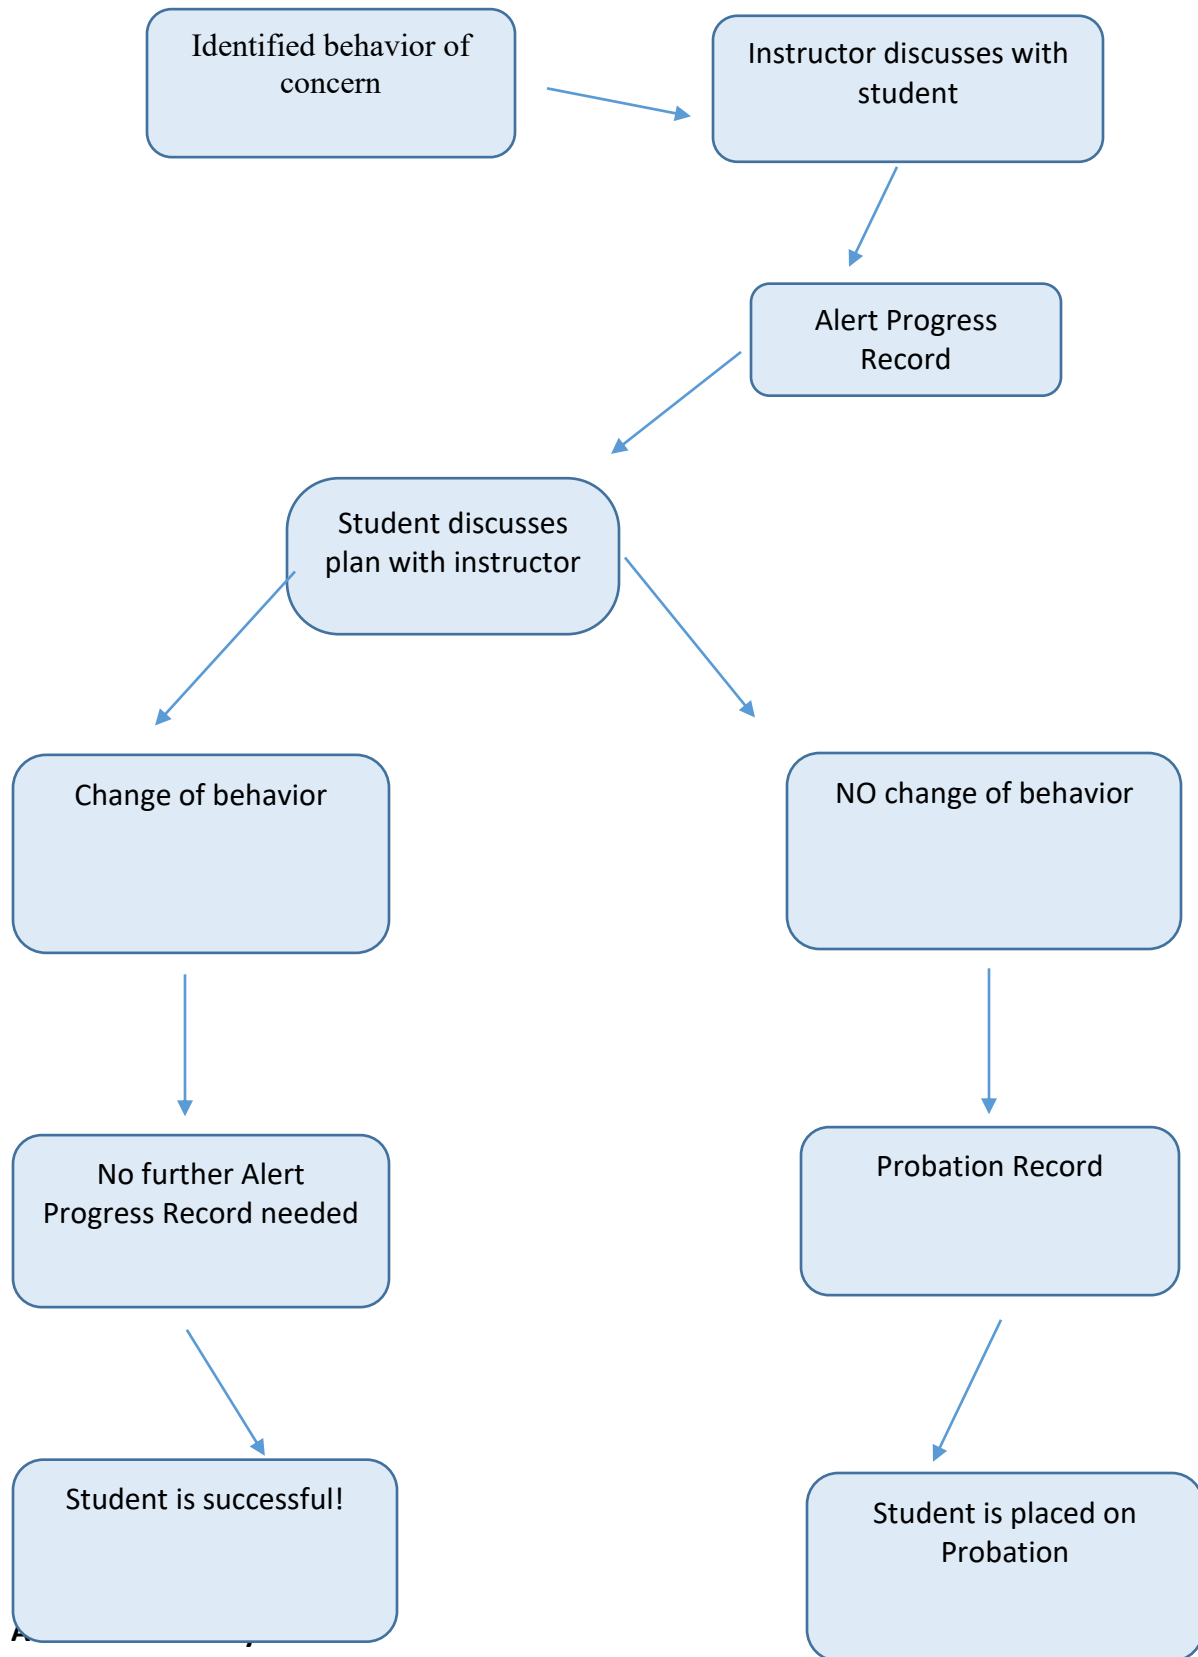 Identified behavior of
concern
Instructor discusses with
student
Alert Progress
Record
Student discusses
plan with instructor
Change of behavior
NO change of behavior
No further Alert
Progress Record needed
Probation Record
Student is successful!
Student is placed on
Probation